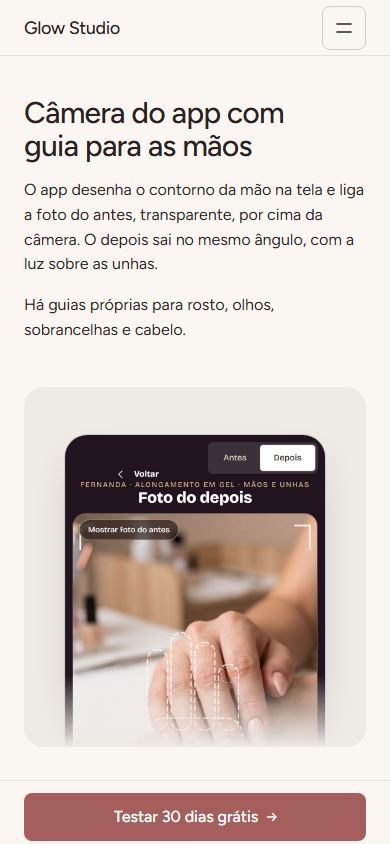 Glow Studio
Câmera do app com
guia para as mãos
O app desenha o contorno da mão na tela e liga
a foto do antes, transparente, por cima da
câmera. O depois sai no mesmo ângulo, com a
luz sobre as unhas.
Há guias próprias para rosto, olhos,
sobrancelhas e cabelo.
Antes
Depois
Voltar
FERNANDA · ALONGAMENTO EM GEL · MÃOS E UNHAS
Foto do depois
Mostrar foto do antes
Testar 30 dias grátis →